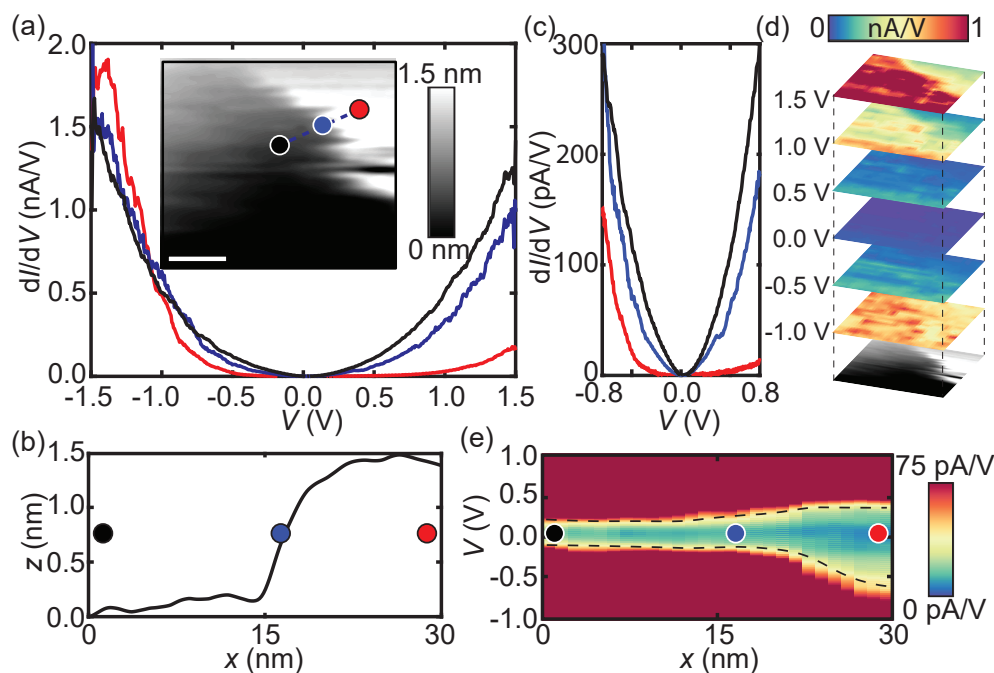 (a)
2.0
1.5
1.0
0.5
0.0
dI/dV (nA/V)
1.5 nm
0 nm
-1.5
-1.0
-0.5
0.0
0.5
1.0
1.5
V (V)
(c)
300
200
100
0
dI/dV (pA/V)
-0.8
0.0
0.8
V (V)
(d)
0
nA/V
1
1.5 V
1.0 V
0.5 V
0.0 V
-0.5 V
-1.0 V
(b)
1.5
1.0
0.5
0.0
z (nm)
0
15
30
x (nm)
(e)
1.0
0.5
0.0
-0.5
-1.0
V (V)
0
15
30
x (nm)
75 pA/V
0 pA/V